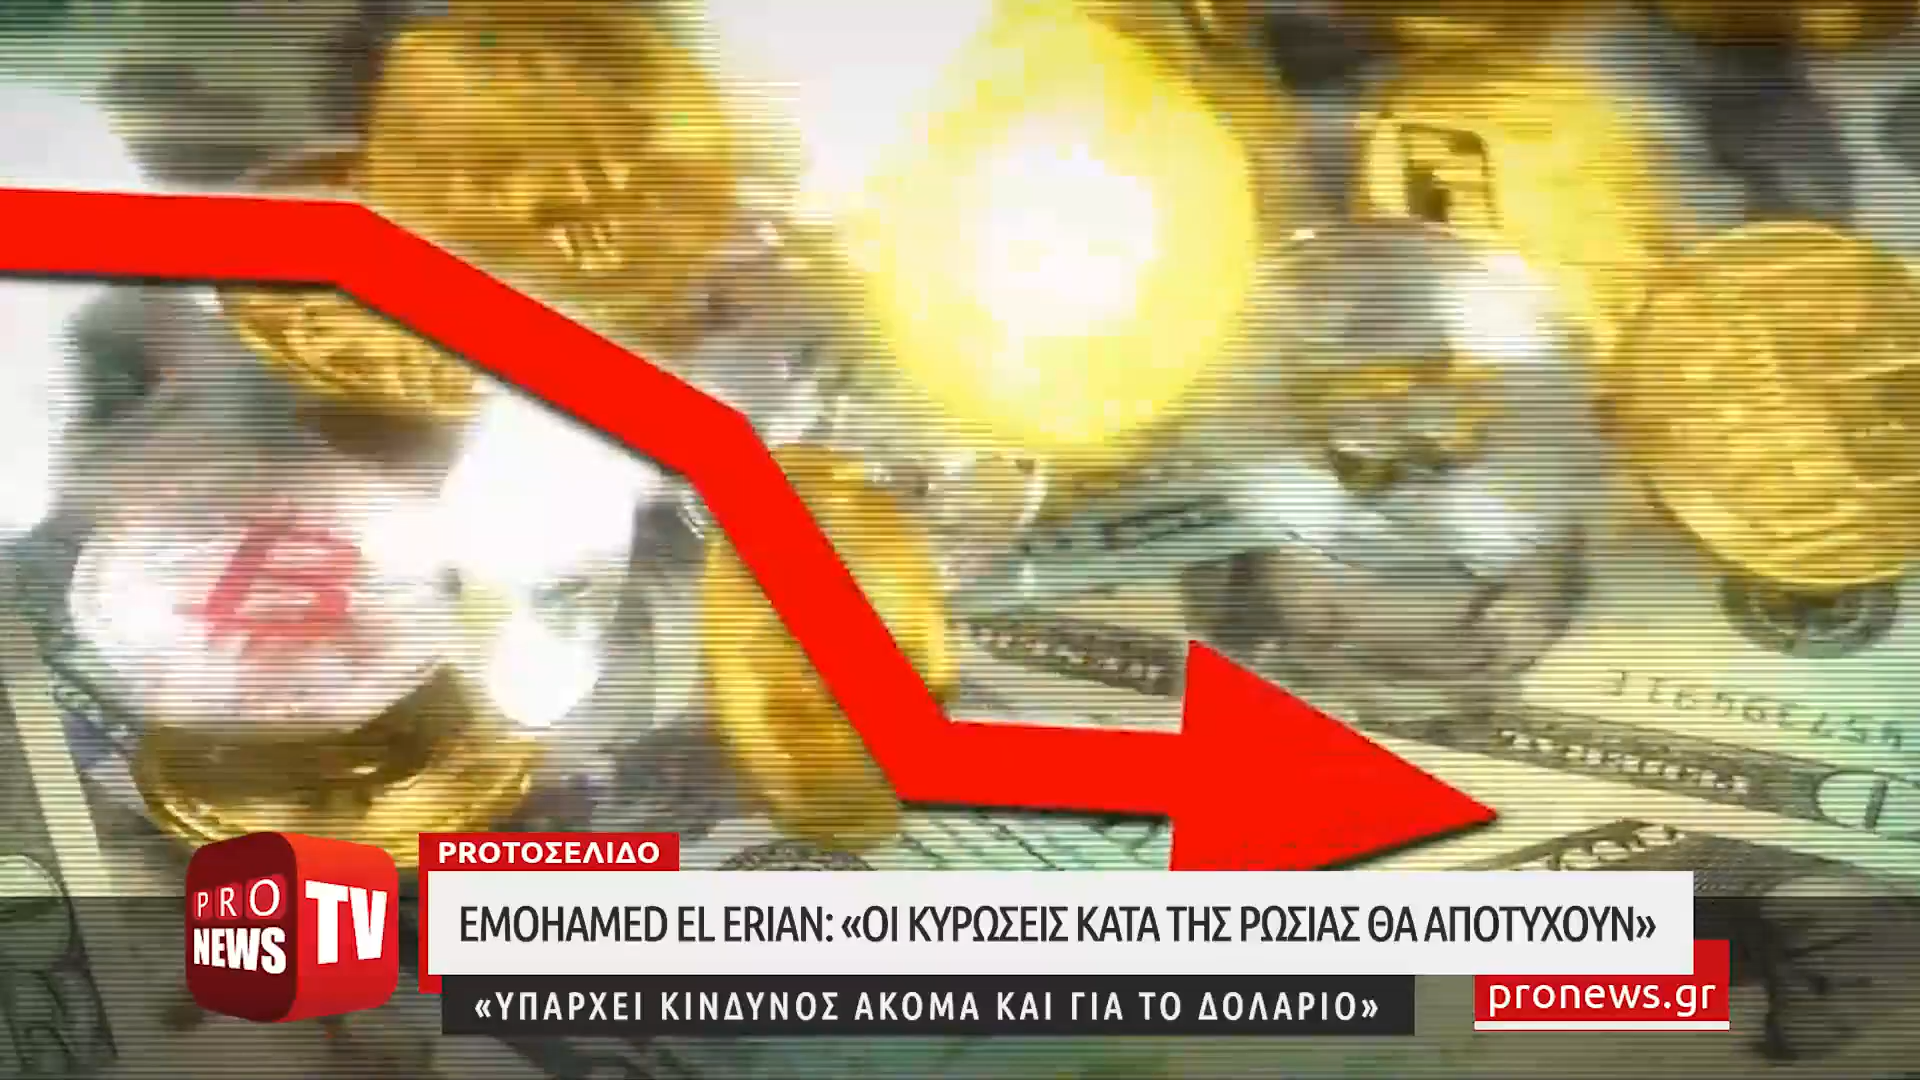 PROTOΣΕΛΙΔΟ
PRO
NEWS
TV
EMOHAMED EL ERIAN: «ΟΙ ΚΥΡΩΣΕΙΣ ΚΑΤΑ ΤΗΣ ΡΩΣΙΑΣ ΘΑ ΑΠΟΤΥΧΟΥΝ»
«ΥΠΑΡΧΕΙ ΚΙΝΔΥΝΟΣ ΑΚΟΜΑ ΚΑΙ ΓΙΑ ΤΟ ΔΟΛΑΡΙΟ»
pronews.gr